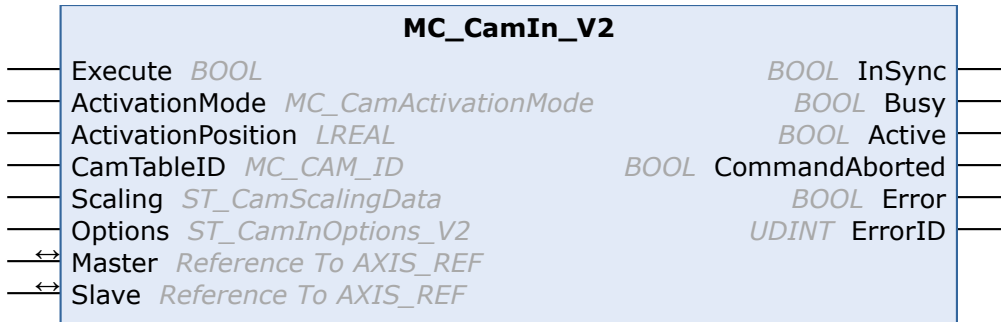 MC_CamIn_V2
Execute BOOL BOOL InSync
ActivationMode MC_CamActivationMode BOOL Busy
ActivationPosition LREAL BOOL Active
CamTableID MC_CAM_ID BOOL CommandAborted
Scaling ST_CamScalingData BOOL Error
Options ST_CamInOptions_V2 UDINT ErrorID
↔ Master Reference To AXIS_REF
↔ Slave Reference To AXIS_REF